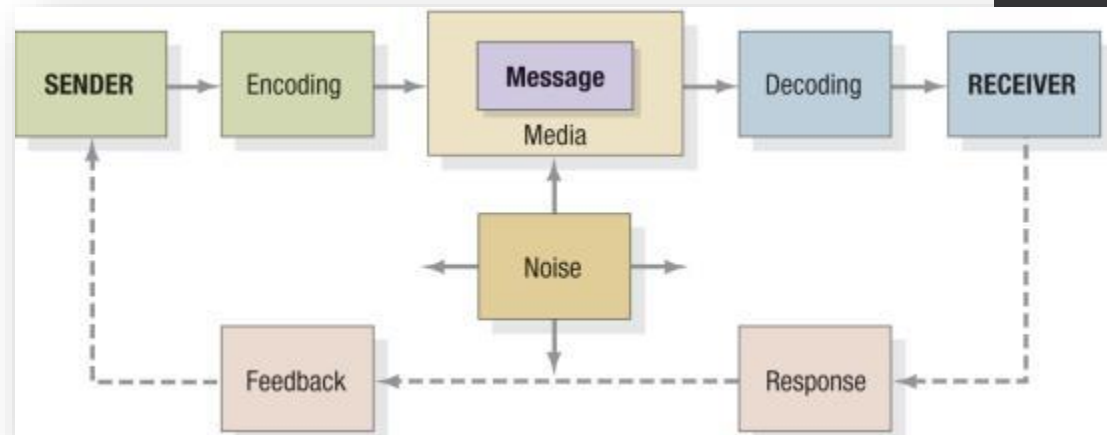 SENDER
Encoding
Message
Media
Decoding
RECEIVER
Noise
Feedback
Response